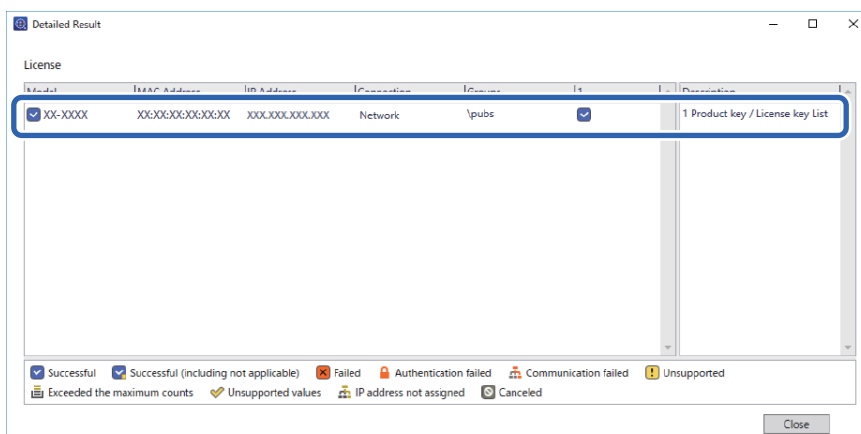 Detailed Result
License
Model MAC Address IP Address Connection Groups 1 Description
XX-XXXX XX:XX:XX:XX:XX:XX XXX.XXX.XXX.XXX Network \pubs 1 Product key / License key List
Successful Successful (including not applicable) Failed Authentication failed Communication failed Unsupported
Exceeded the maximum counts Unsupported values IP address not assigned Canceled
Close